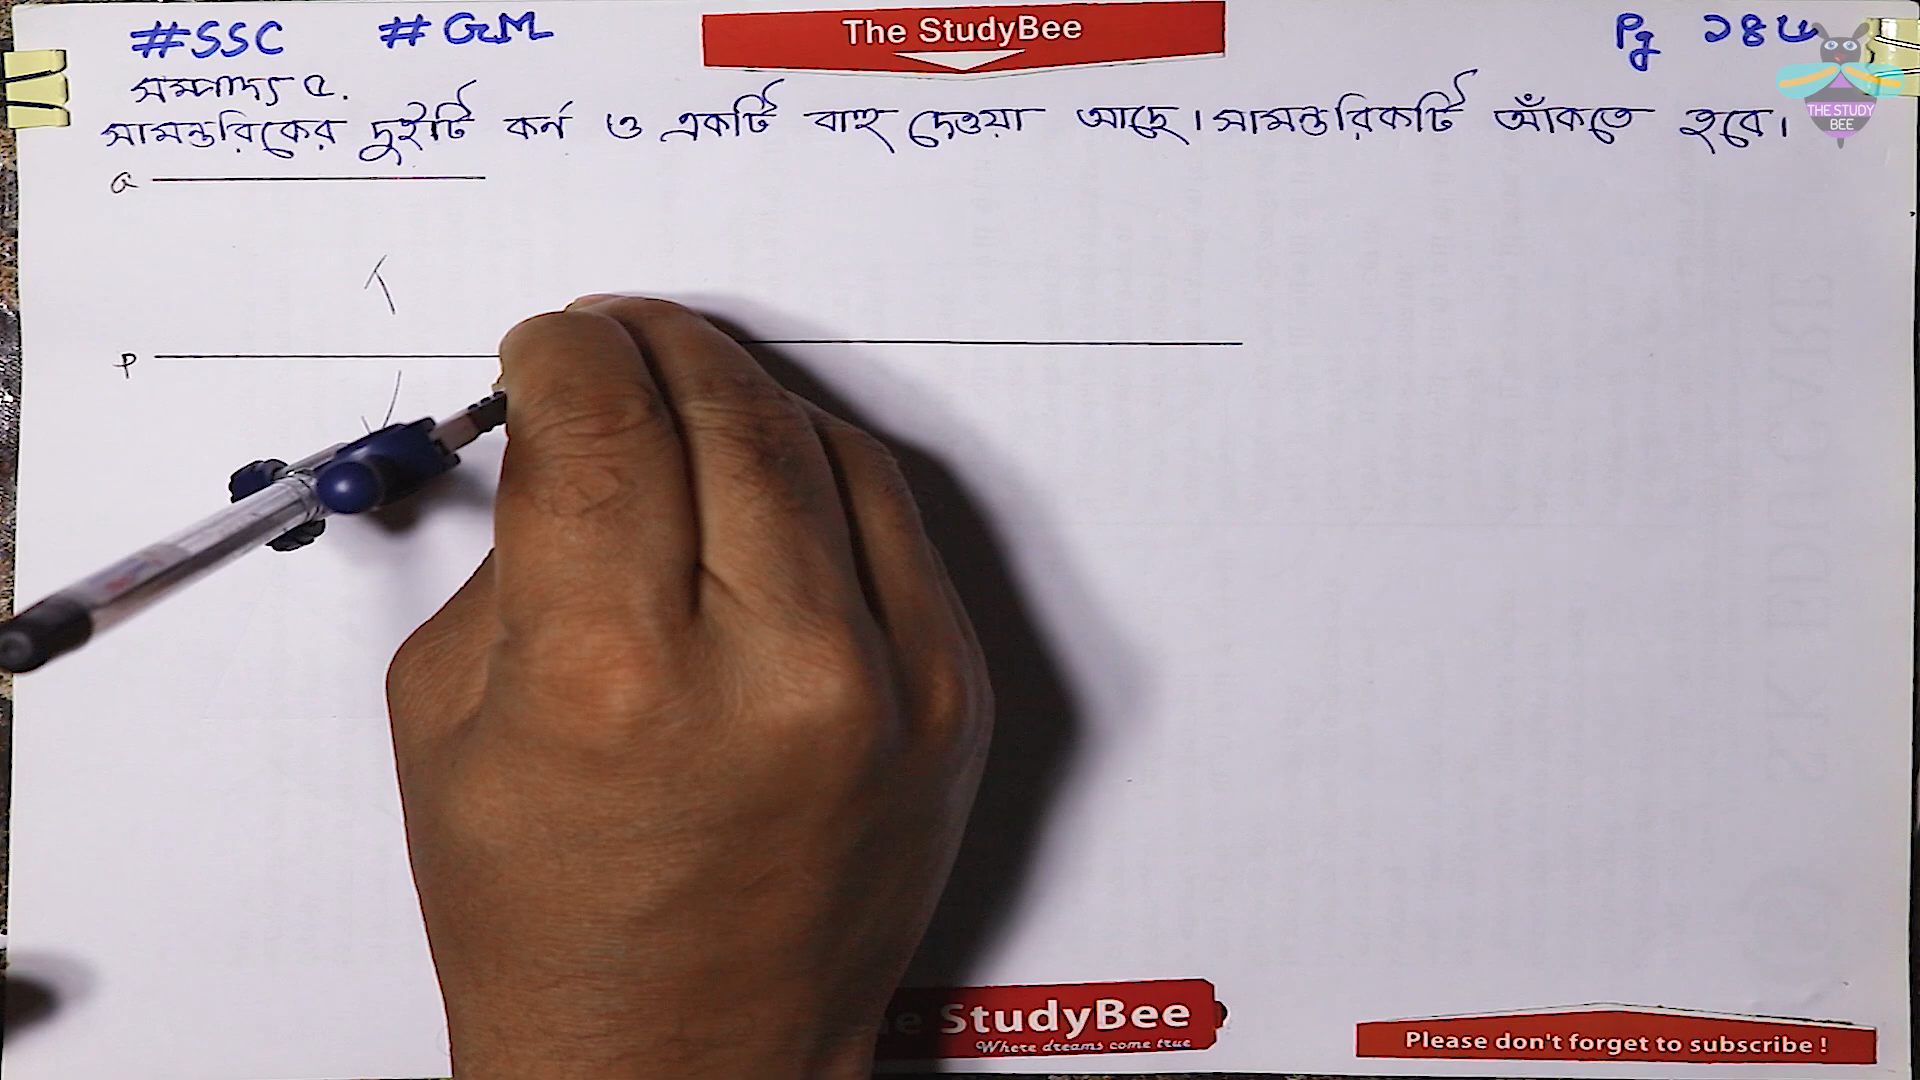 #SSC #GM The StudyBee Pg ১৪৬
সম্পাদ্য ৫.
সামন্তরিকের দুইটি কর্ন ও একটি বাহু দেওয়া আছে। সামন্তরিকটি আঁকতে হবে।
THE STUDY
BEE
a
P
StudyBee
Where dreams come true
Please don't forget to subscribe !